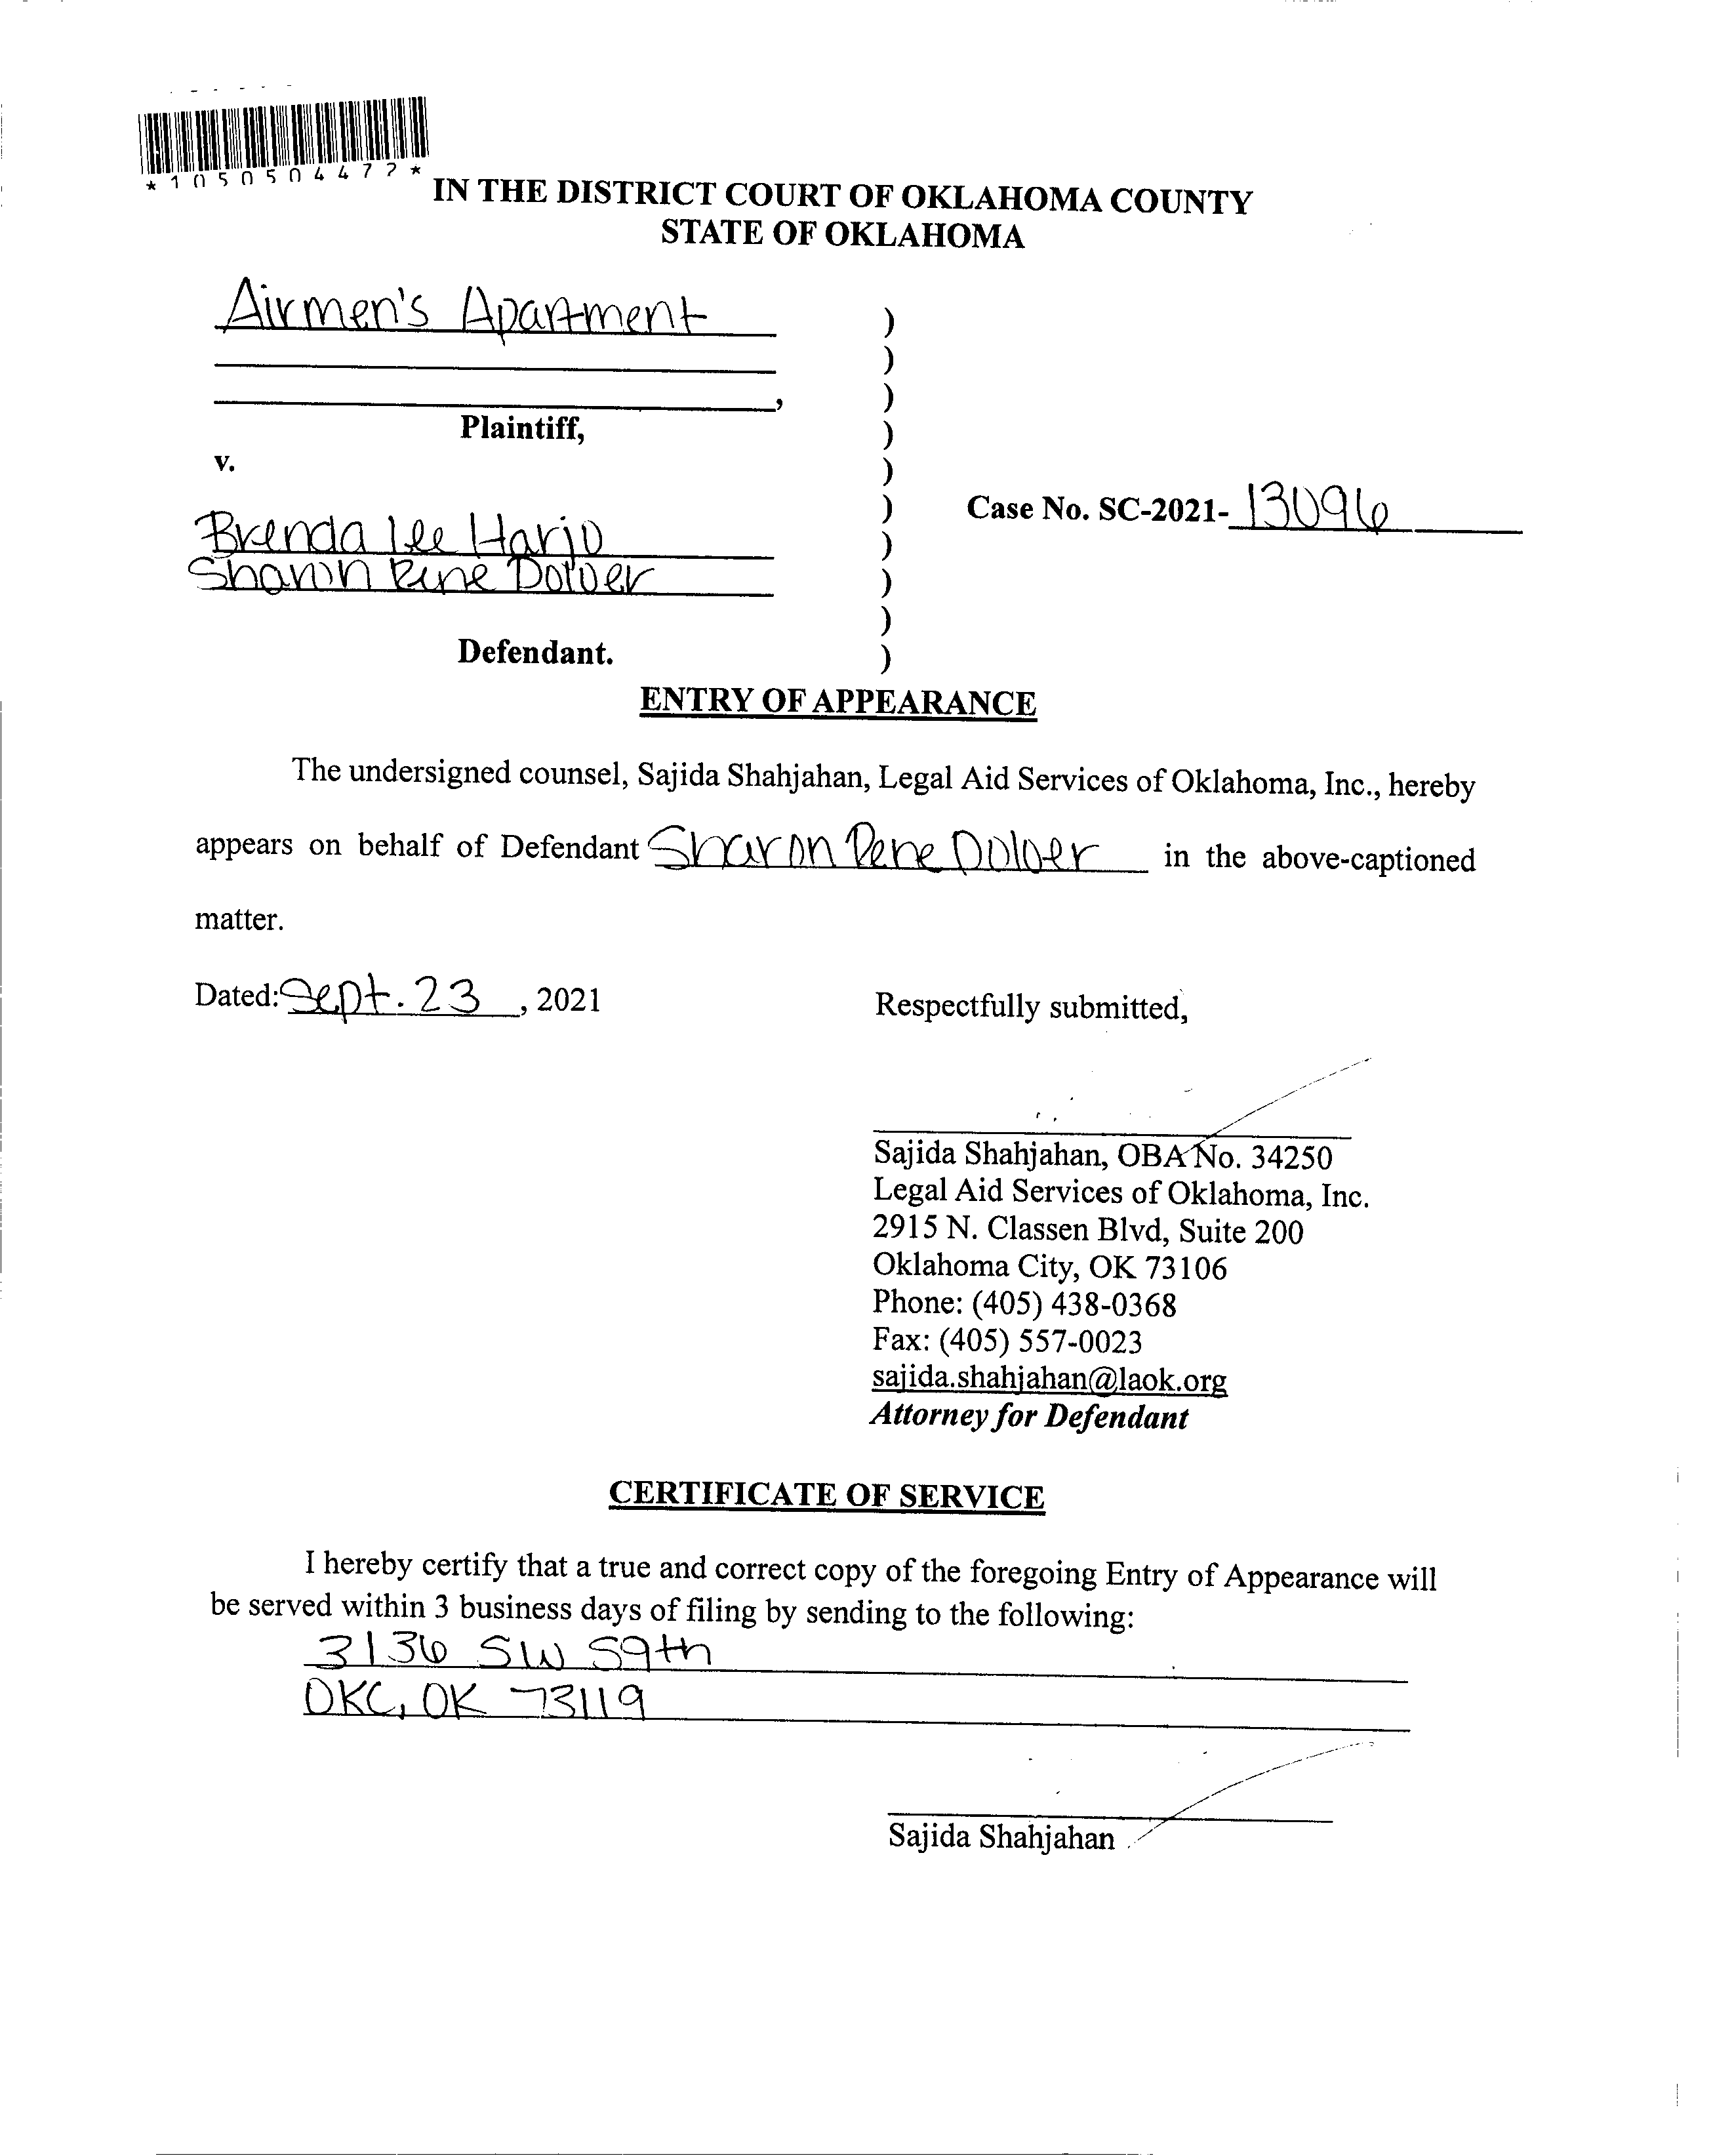 *1050504477*
IN THE DISTRICT COURT OF OKLAHOMA COUNTY
STATE OF OKLAHOMA
Airmen's Apartment )
)
, )
Plaintiff, )
v. )
) Case No. SC-2021- 13096
Brenda Lee Harjo )
Sharon Rene Dolver )
)
Defendant. )
ENTRY OF APPEARANCE
The undersigned counsel, Sajida Shahjahan, Legal Aid Services of Oklahoma, Inc., hereby
appears on behalf of Defendant Sharon Rene Dolver in the above-captioned
matter.
Dated: Sept. 23, 2021 Respectfully submitted,
Sajida Shahjahan, OBA No. 34250
Legal Aid Services of Oklahoma, Inc.
2915 N. Classen Blvd, Suite 200
Oklahoma City, OK 73106
Phone: (405) 438-0368
Fax: (405) 557-0023
sajida.shahjahan@laok.org
Attorney for Defendant
CERTIFICATE OF SERVICE
I hereby certify that a true and correct copy of the foregoing Entry of Appearance will
be served within 3 business days of filing by sending to the following:
3136 SW 59th
OKC, OK 73119
Sajida Shahjahan